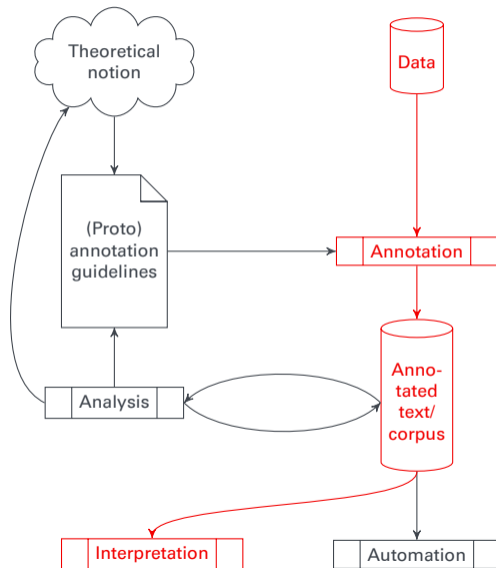 Theoretical
notion
Data
(Proto)
annotation
guidelines
Annotation
Anno-
tated
text/
corpus
Analysis
Interpretation
Automation